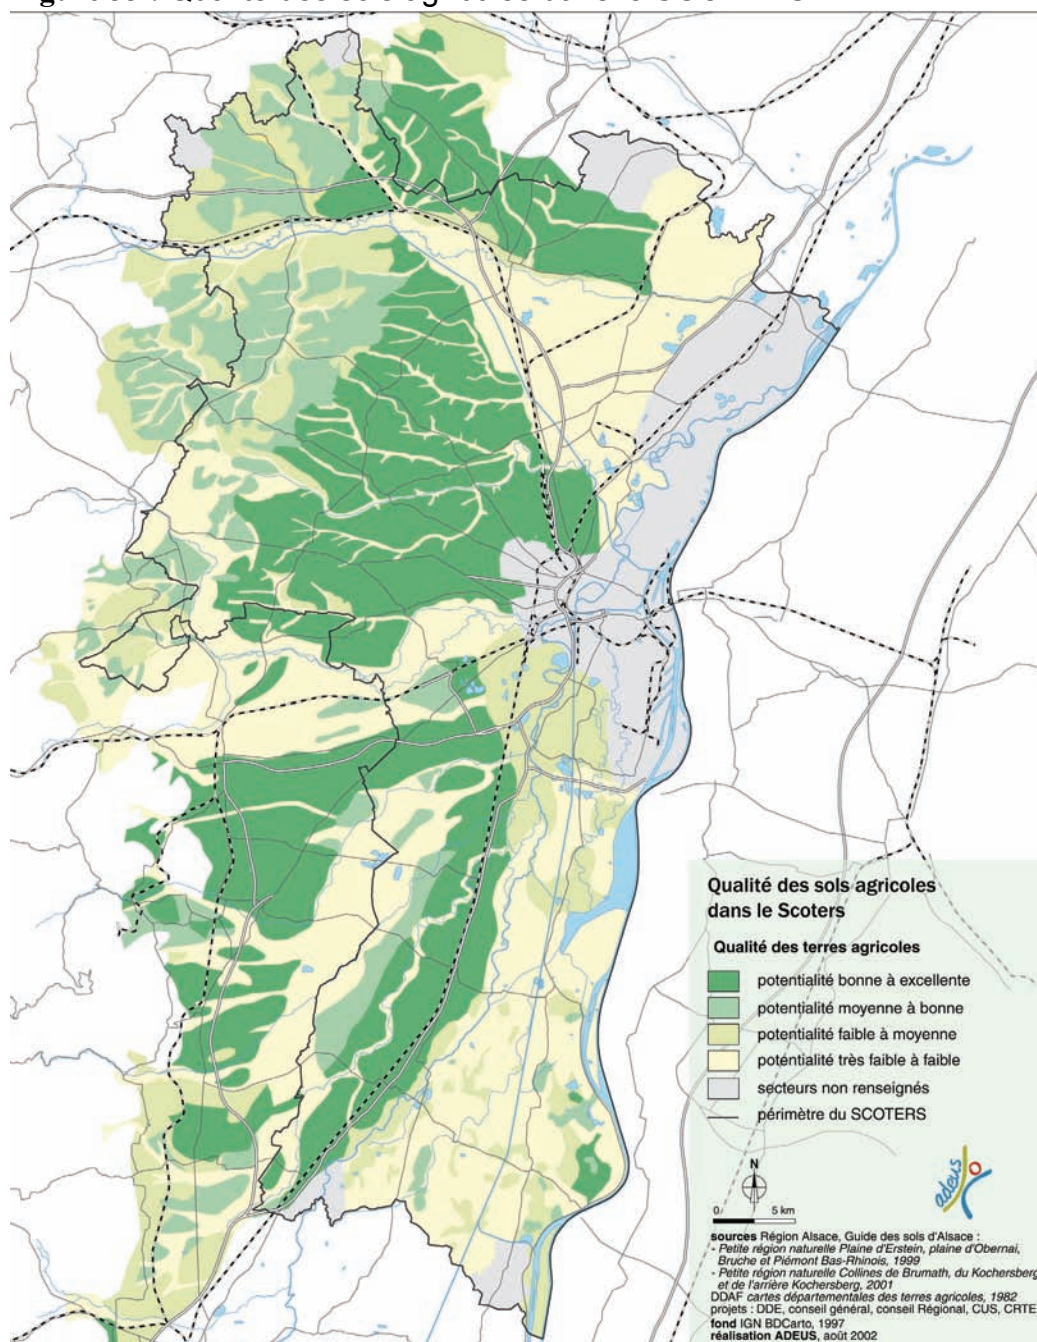 Qualité des sols agricoles
dans le Scoters
Qualité des terres agricoles
potentialité bonne à excellente
potentialité moyenne à bonne
potentialité faible à moyenne
potentialité très faible à faible
secteurs non renseignés
périmètre du SCOTERS
N
0 5 km
adeus
sources Région Alsace, Guide des sols d'Alsace :
- Petite région naturelle Plaine d'Erstein, plaine d'Obernai,
Bruche et Piémont Bas-Rhinois, 1999
- Petite région naturelle Collines de Brumath, du Kochersberg
et de l'arrière Kochersberg, 2001
DDAF cartes départementales des terres agricoles, 1982
projets : DDE, conseil général, conseil Régional, CUS, CRTE
fond IGN BDCarto, 1997
réalisation ADEUS, août 2002